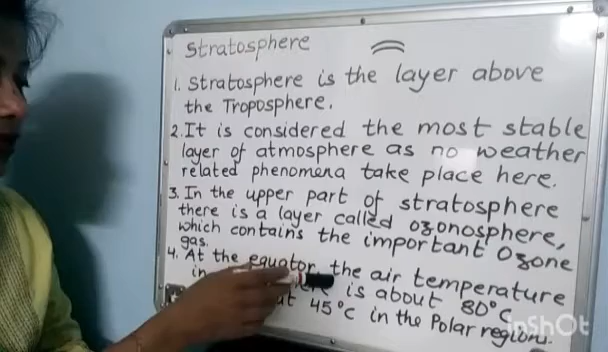 Stratosphere
1. Stratosphere is the layer above
the Troposphere.
2. It is considered the most stable
layer of atmosphere as no weather
related phenomena take place here.
3. In the upper part of stratosphere
there is a layer called ozonosphere,
which contains the important Ozone
gas.
4. At the equator, the air temperature
in is about 80°C
45°C in the Polar regions.
InShOt